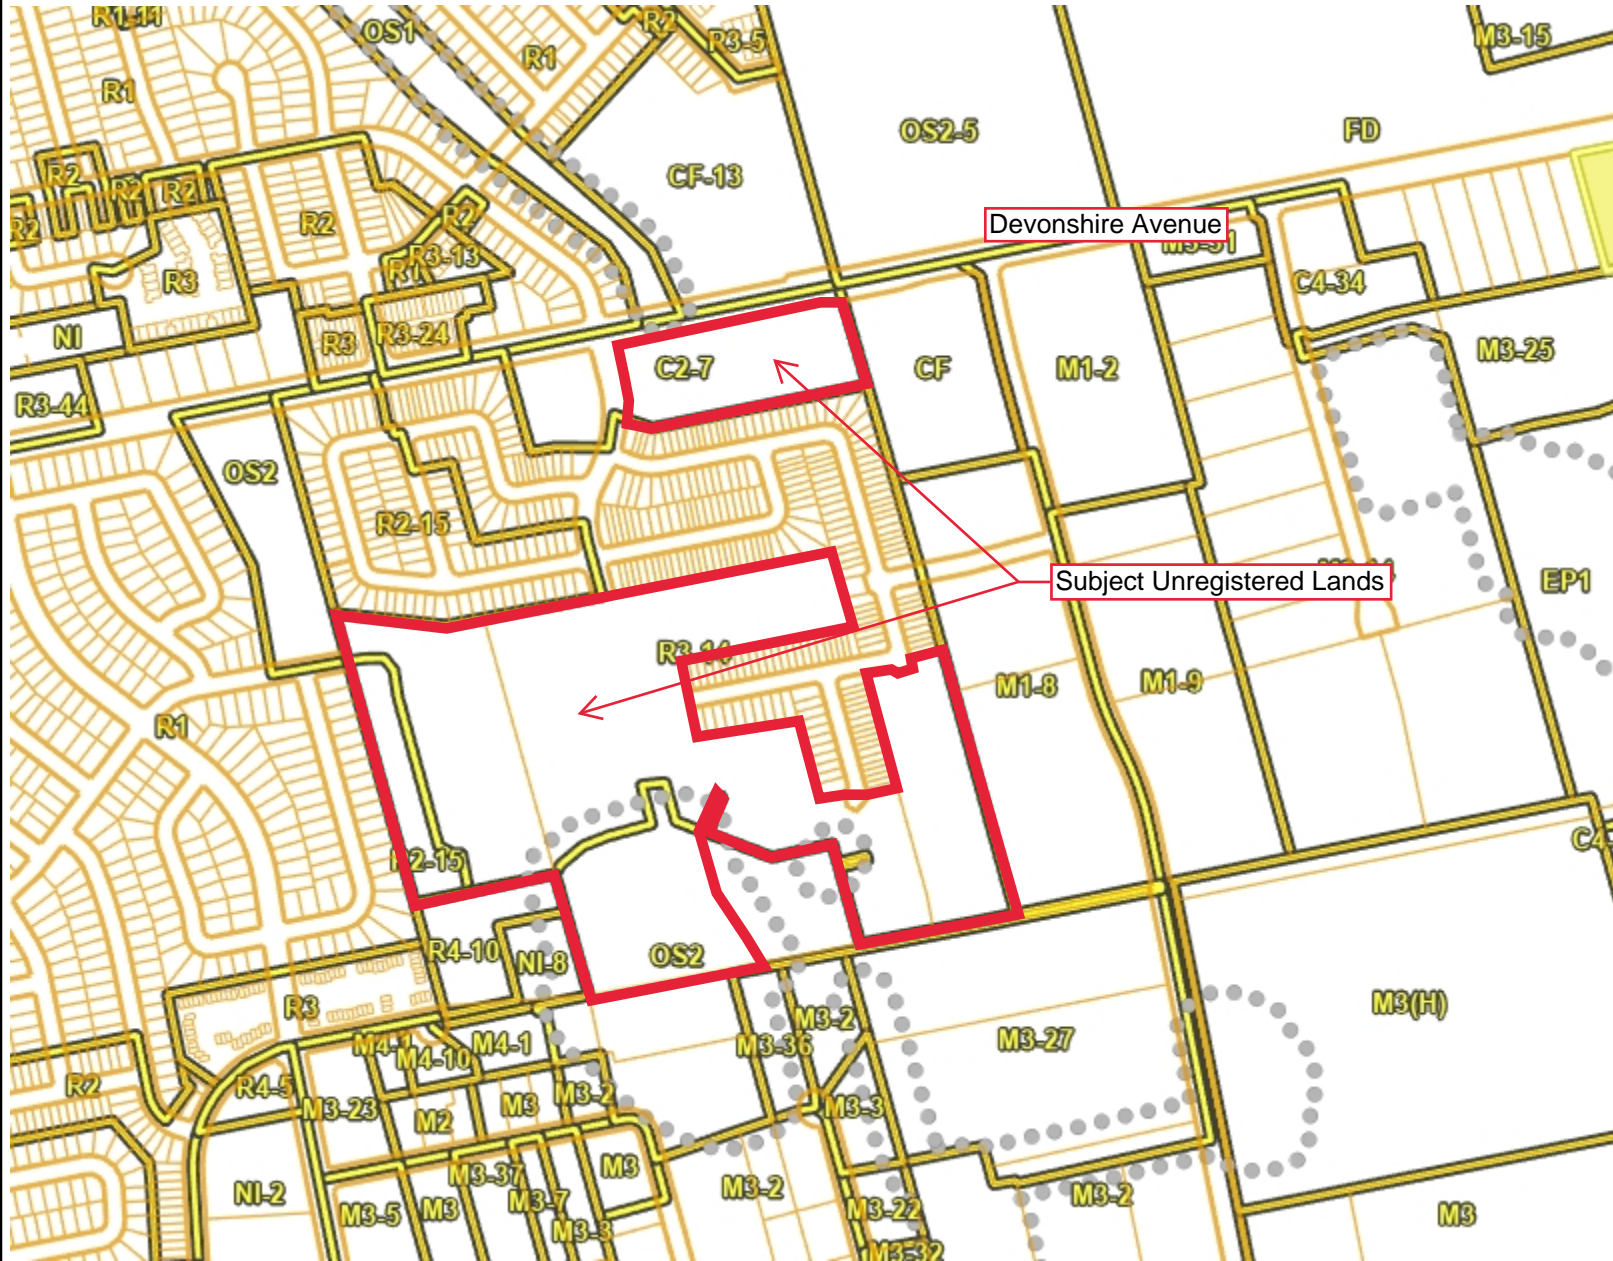 R1-11
OS1
R1
R2
R3-5
M3-15
R1
OS2-5
FD
CF-13
R2
R2
R2
R2
R2
R2
Devonshire Avenue
R3-13
R1
R3
C4-34
NI
R3
R3-24
C2-7
CF
M1-2
M3-25
R3-44
OS2
R2-15
Subject Unregistered Lands
EP1
R3-14
M1-8
M1-9
R1
R2-15
R4-10
NI-8
OS2
R3
M3(H)
M3-2
M3-27
M3-36
M4-1
M4-10
R2
R4-5
M3-23
M3
M3-2
M3-3
M2
M3-37
M3
NI-2
M3-5
M3
M3-7
M3-3
M3-2
M3-22
M3-2
M3
M3-32